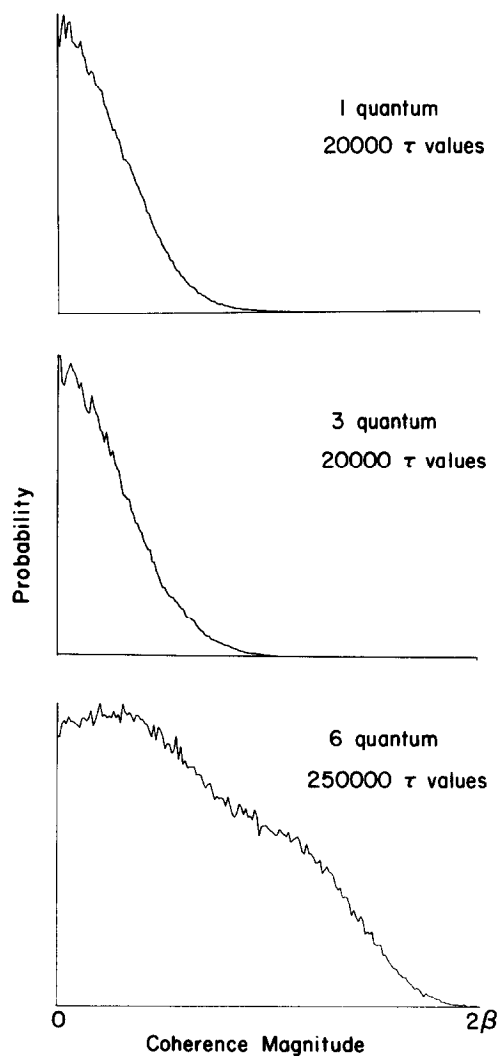 1 quantum
20000 τ values
3 quantum
20000 τ values
Probability
6 quantum
250000 τ values
0
2β
Coherence Magnitude